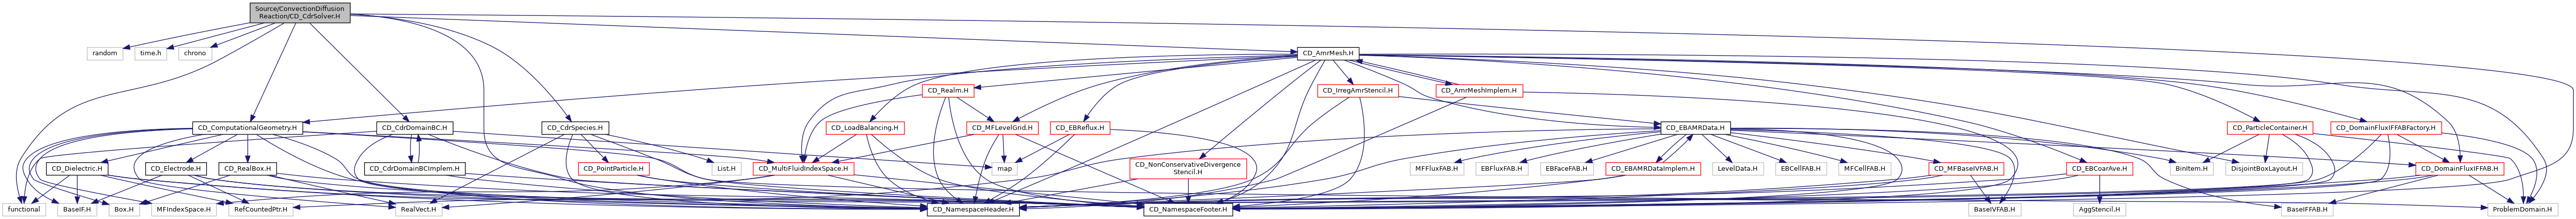 Source/ConvectionDiffusion
Reaction/CD_CdrSolver.H
random
time.h
chrono
CD_AmrMesh.H
CD_Realm.H
CD_IrregAmrStencil.H
CD_AmrMeshImplem.H
CD_ComputationalGeometry.H
CD_CdrDomainBC.H
CD_CdrSpecies.H
CD_LoadBalancing.H
CD_MFLevelGrid.H
CD_EBReflux.H
CD_EBAMRData.H
CD_ParticleContainer.H
CD_DomainFluxIFFABFactory.H
CD_Dielectric.H
CD_Electrode.H
CD_RealBox.H
CD_CdrDomainBCImplem.H
CD_PointParticle.H
List.H
CD_MultiFluidIndexSpace.H
map
CD_NonConservativeDivergence
Stencil.H
MFFluxFAB.H
EBFluxFAB.H
EBFaceFAB.H
CD_EBAMRDataImplem.H
LevelData.H
EBCellFAB.H
MFCellFAB.H
CD_MFBaseIVFAB.H
CD_EBCoarAve.H
BinItem.H
DisjointBoxLayout.H
CD_DomainFluxIFFAB.H
functional
BaseIF.H
Box.H
MFIndexSpace.H
RefCountedPtr.H
RealVect.H
CD_NamespaceHeader.H
CD_NamespaceFooter.H
BaseIVFAB.H
AggStencil.H
BaseIFFAB.H
ProblemDomain.H